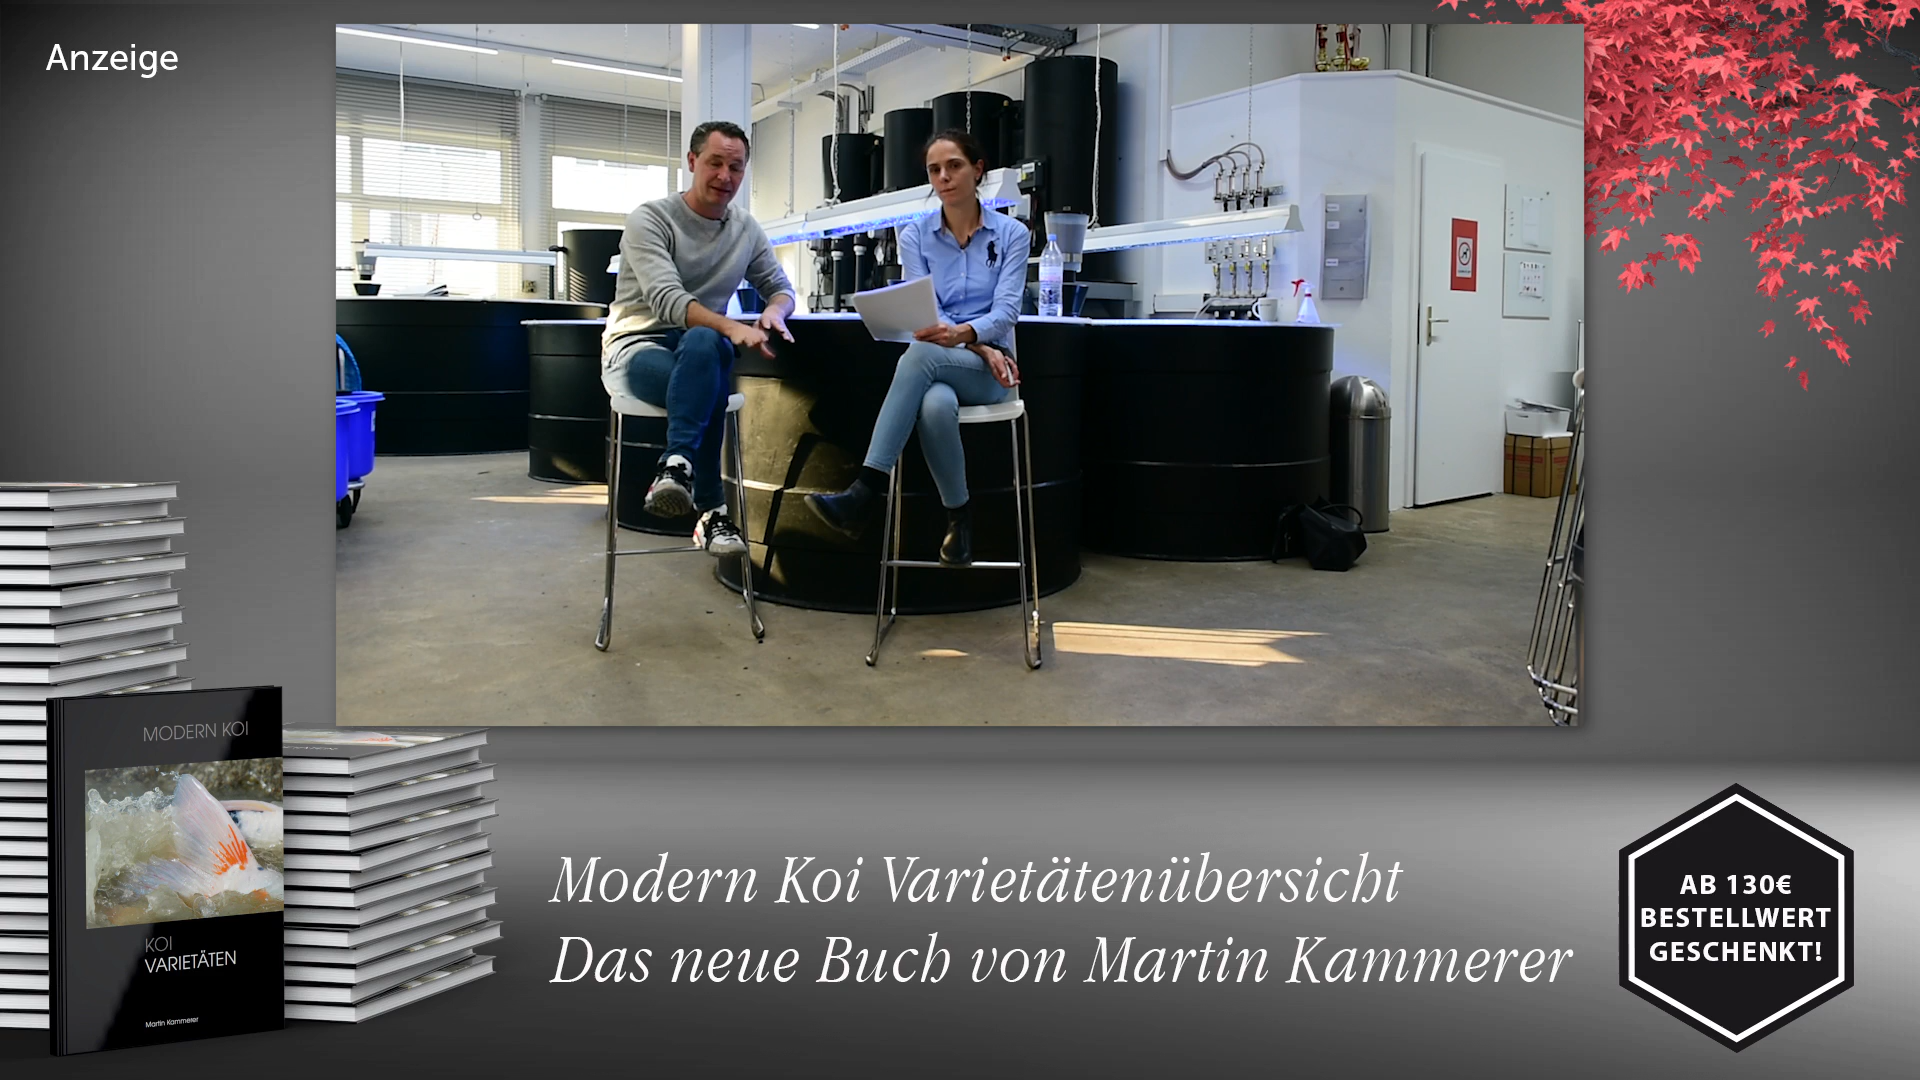 Anzeige
MODERN KOI
KOI
VARIETÄTEN
Martin Kammerer
Modern Koi Varietätenübersicht
Das neue Buch von Martin Kammerer
AB 130€
BESTELLWERT
GESCHENKT!